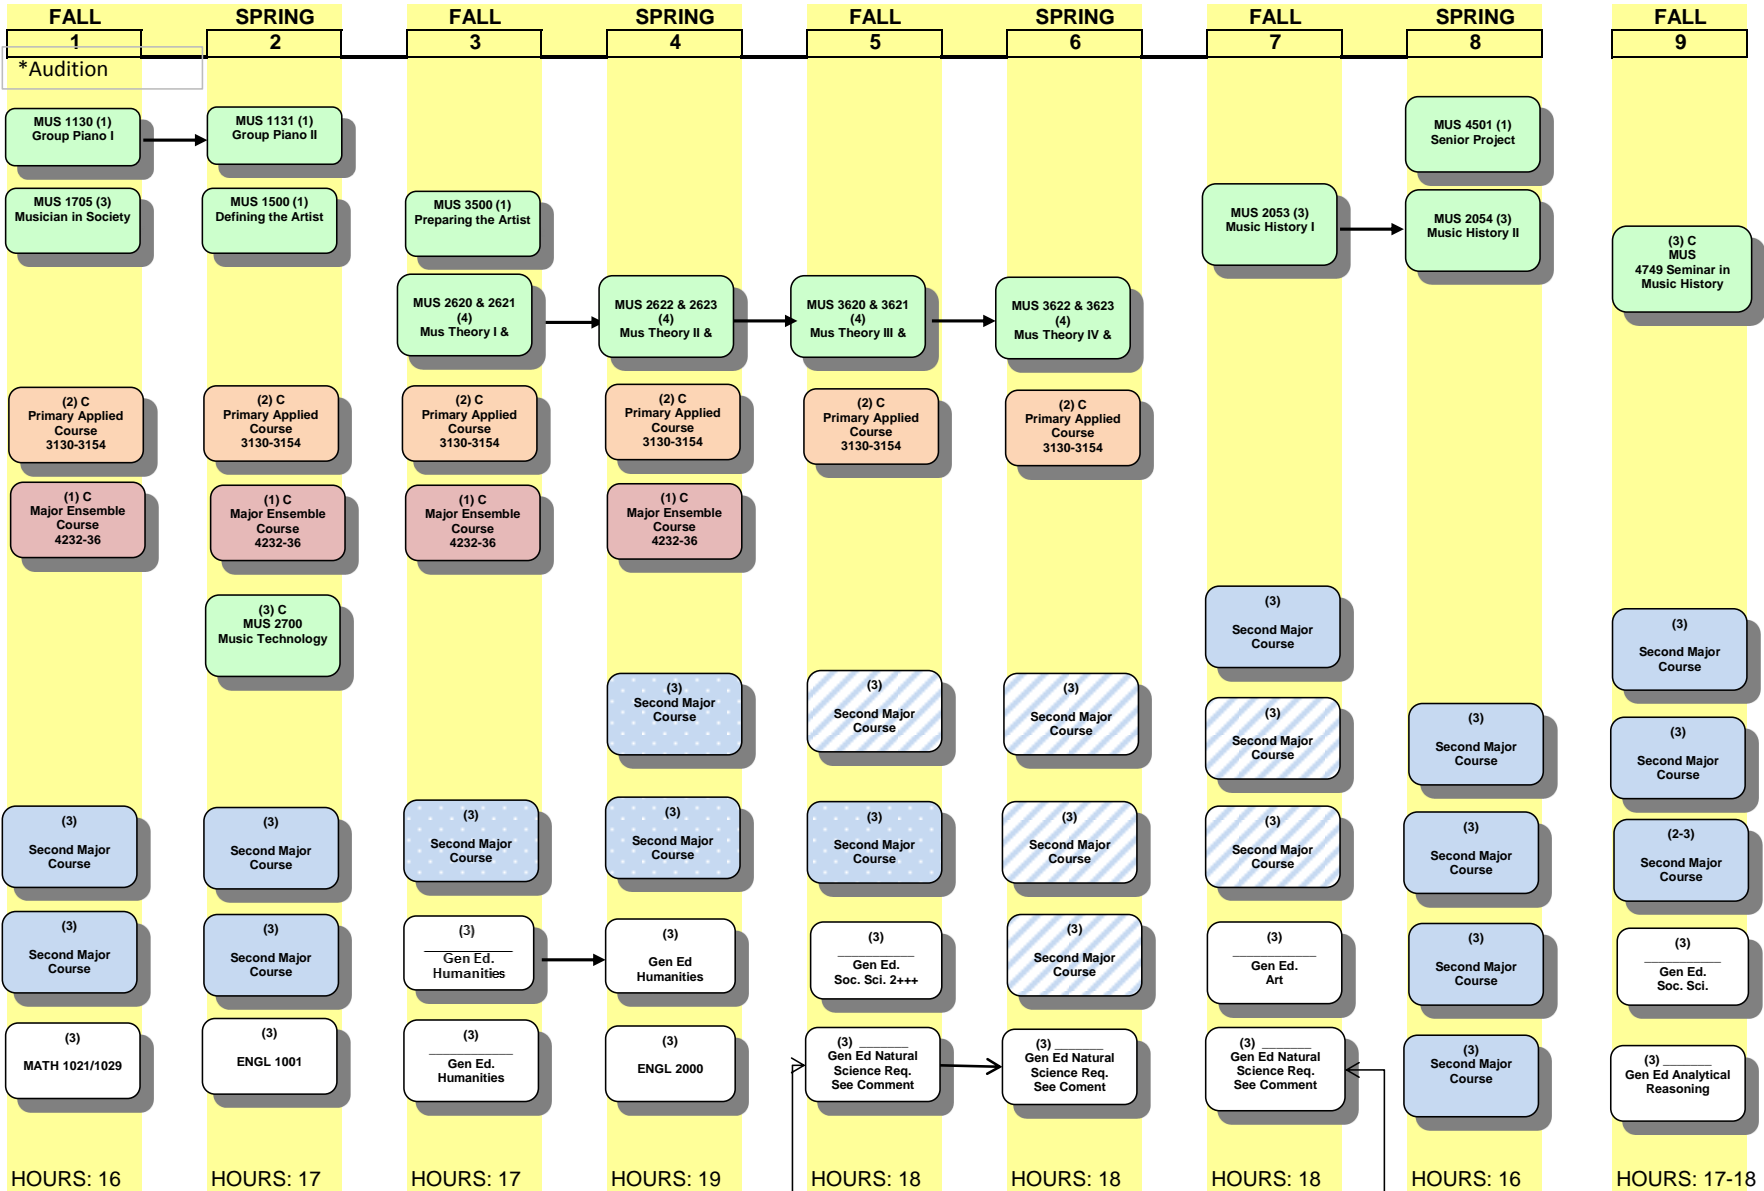 FALL
1
*Audition
MUS 1130 (1)
Group Piano I
MUS 1705 (3)
Musician in Society
(2) C
Primary Applied
Course
3130-3154
(1) C
Major Ensemble
Course
4232-36
(3)
Second Major
Course
(3)
Second Major
Course
(3)
MATH 1021/1029
HOURS: 16
SPRING
2
MUS 1131 (1)
Group Piano II
MUS 1500 (1)
Defining the Artist
(2) C
Primary Applied
Course
3130-3154
(1) C
Major Ensemble
Course
4232-36
(3) C
MUS 2700
Music Technology
(3)
Second Major
Course
(3)
Second Major
Course
(3)
ENGL 1001
HOURS: 17
FALL
3
MUS 3500 (1)
Preparing the Artist
MUS 2620 & 2621
(4)
Mus Theory I &
(2) C
Primary Applied
Course
3130-3154
(1) C
Major Ensemble
Course
4232-36
(3)
Second Major
Course
(3)
Gen Ed.
Humanities
(3)
Gen Ed.
Humanities
HOURS: 17
SPRING
4
MUS 2622 & 2623
(4)
Mus Theory II &
(2) C
Primary Applied
Course
3130-3154
(1) C
Major Ensemble
Course
4232-36
(3)
Second Major
Course
(3)
Second Major
Course
(3)
Gen Ed
Humanities
(3)
ENGL 2000
HOURS: 19
FALL
5
MUS 3620 & 3621
(4)
Mus Theory III &
(2) C
Primary Applied
Course
3130-3154
(3)
Second Major
Course
(3)
Second Major
Course
(3)
Gen Ed.
Soc. Sci. 2+++
(3) _______
Gen Ed Natural
Science Req.
See Comment
HOURS: 18
SPRING
6
MUS 3622 & 3623
(4)
Mus Theory IV &
(2) C
Primary Applied
Course
3130-3154
(3)
Second Major
Course
(3)
Second Major
Course
(3)
Second Major
Course
(3) _______
Gen Ed Natural
Science Req.
See Coment
HOURS: 18
FALL
7
MUS 2053 (3)
Music History I
(3)
Second Major
Course
(3)
Second Major
Course
(3)
Second Major
Course
(3)
Gen Ed.
Art
(3) _______
Gen Ed Natural
Science Req.
See Comment
HOURS: 18
SPRING
8
MUS 4501 (1)
Senior Project
MUS 2054 (3)
Music History II
(3)
Second Major
Course
(3)
Second Major
Course
(3)
Second Major
Course
(3)
Second Major
Course
HOURS: 16
FALL
9
(3) C
MUS
4749 Seminar in
Music History
(3)
Second Major
Course
(3)
Second Major
Course
(2-3)
Second Major
Course
(3)
Gen Ed.
Soc. Sci.
(3) _______
Gen Ed Analytical
Reasoning
HOURS: 17-18